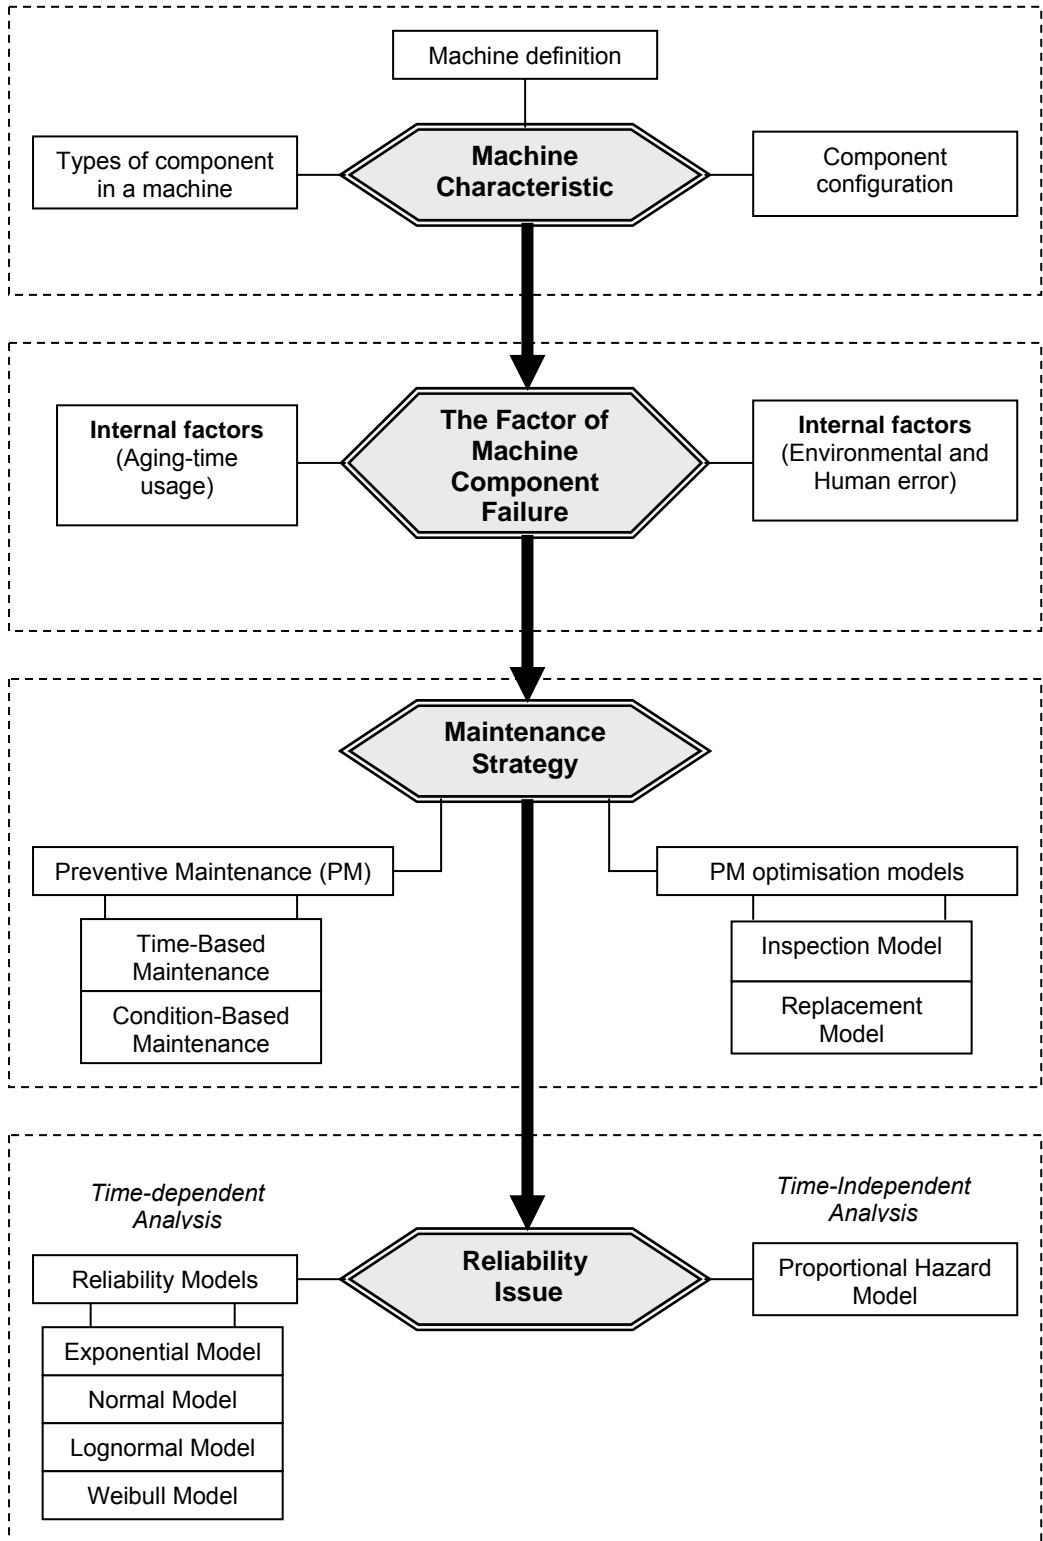 Machine definition
Types of component
in a machine
Machine
Characteristic
Component
configuration
Internal factors
(Aging-time
usage)
The Factor of
Machine
Component
Failure
Internal factors
(Environmental and
Human error)
Maintenance
Strategy
Preventive Maintenance (PM)
PM optimisation models
Time-Based
Maintenance
Condition-Based
Maintenance
Inspection Model
Replacement
Model
Time-dependent
Analysis
Time-Independent
Analysis
Reliability Models
Reliability
Issue
Proportional Hazard
Model
Exponential Model
Normal Model
Lognormal Model
Weibull Model